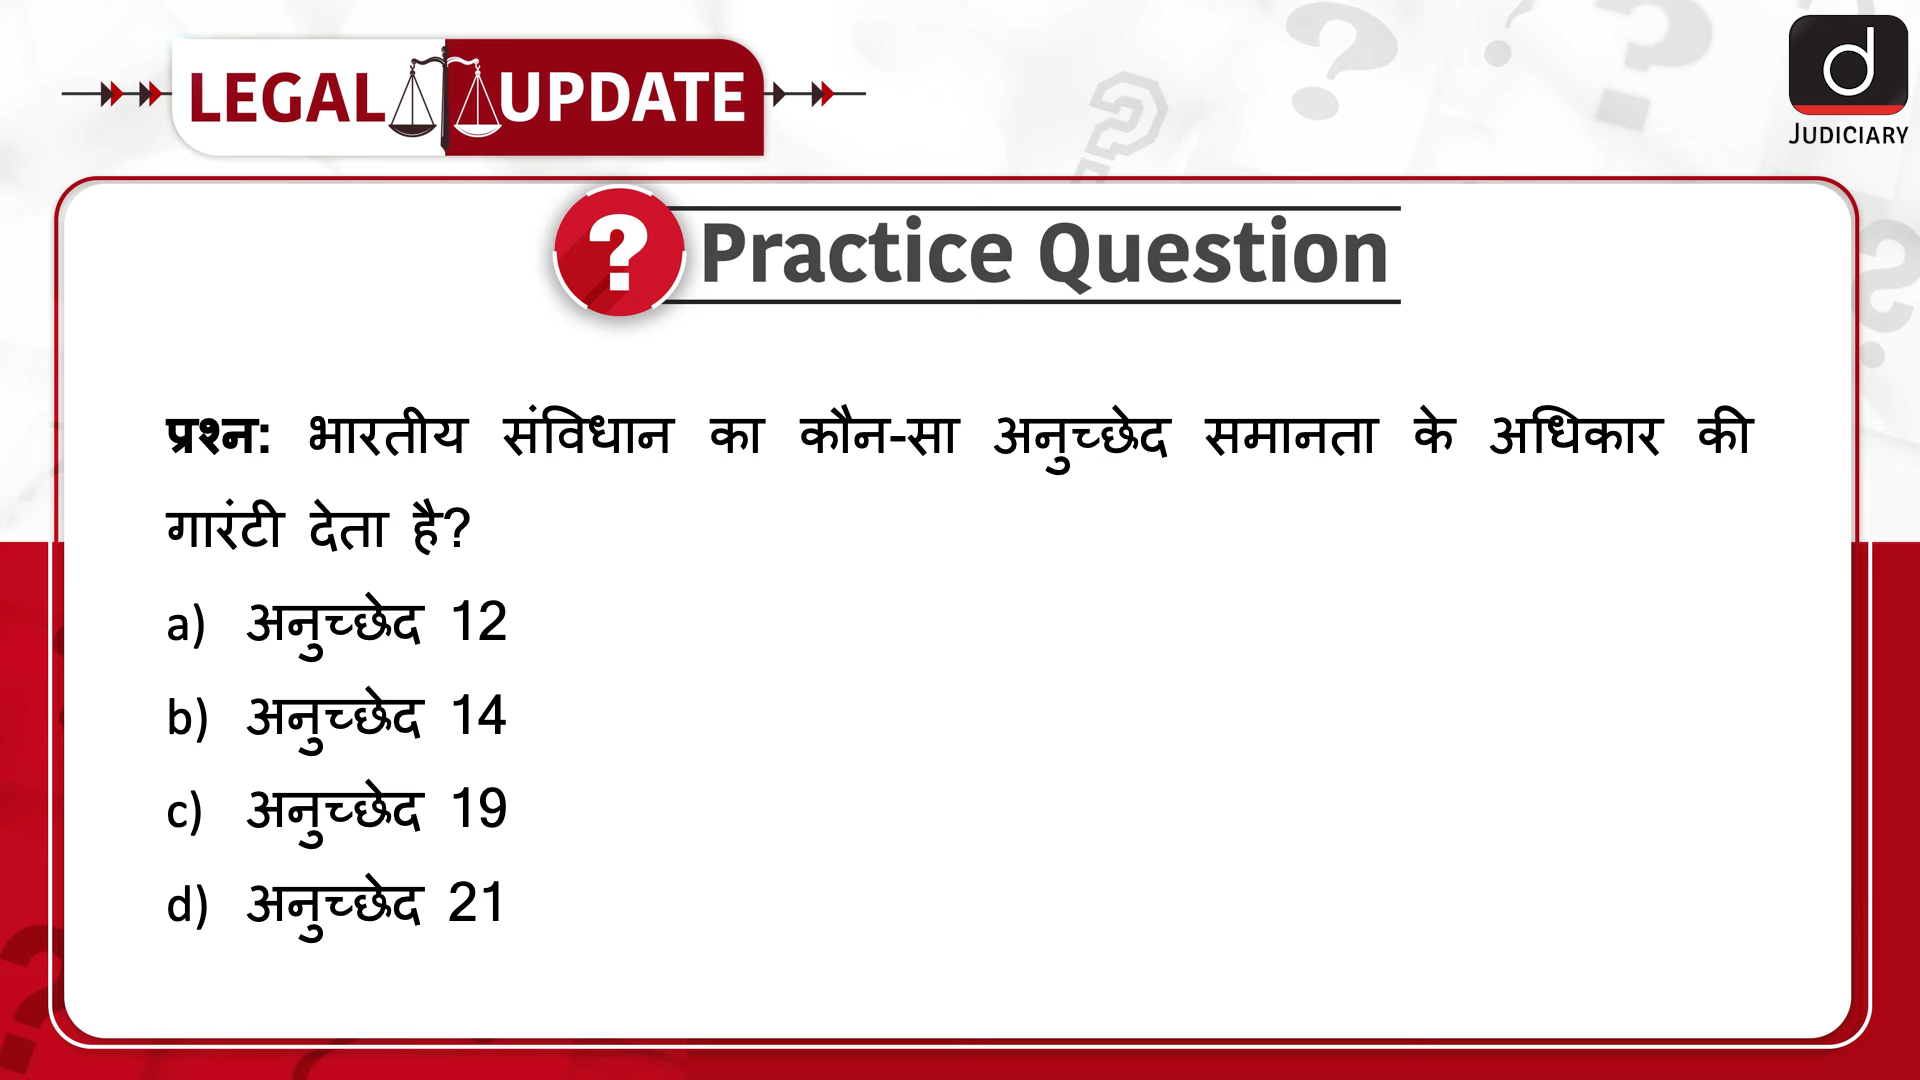 LEGAL UPDATE
d
JUDICIARY
? Practice Question
प्रश्न: भारतीय संविधान का कौन-सा अनुच्छेद समानता के अधिकार की
गारंटी देता है?
a) अनुच्छेद 12
b) अनुच्छेद 14
c) अनुच्छेद 19
d) अनुच्छेद 21